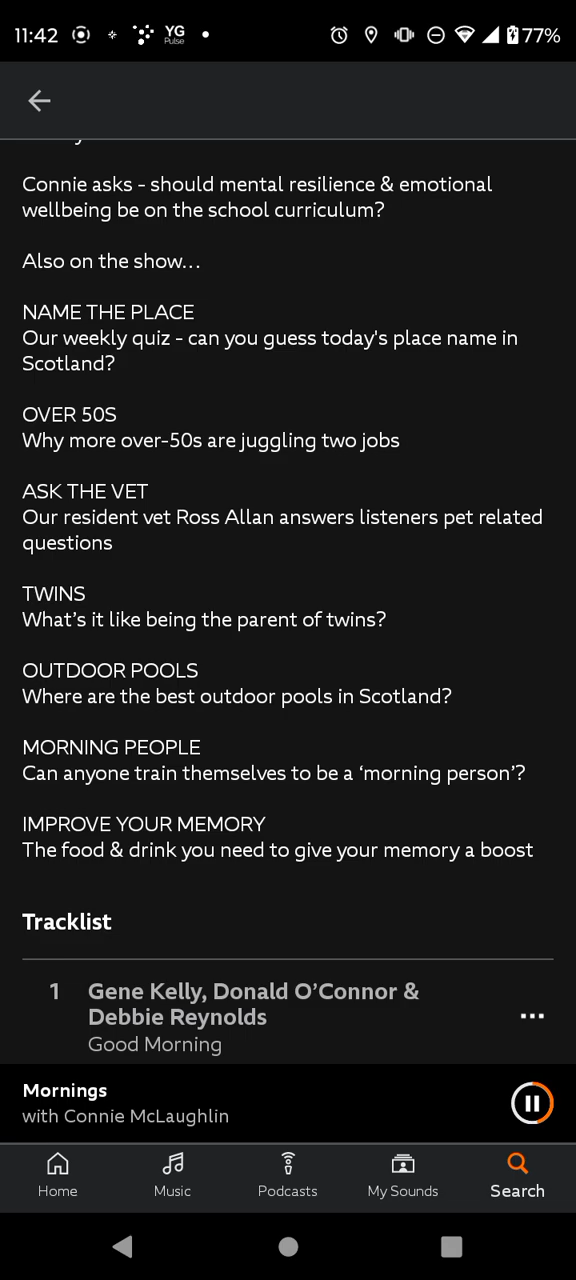 11:42
YG
Pulse
77%
Connie asks - should mental resilience & emotional
wellbeing be on the school curriculum?
Also on the show...
NAME THE PLACE
Our weekly quiz - can you guess today's place name in
Scotland?
OVER 50S
Why more over-50s are juggling two jobs
ASK THE VET
Our resident vet Ross Allan answers listeners pet related
questions
TWINS
What’s it like being the parent of twins?
OUTDOOR POOLS
Where are the best outdoor pools in Scotland?
MORNING PEOPLE
Can anyone train themselves to be a ‘morning person’?
IMPROVE YOUR MEMORY
The food & drink you need to give your memory a boost
Tracklist
1 Gene Kelly, Donald O’Connor &
Debbie Reynolds
Good Morning
Mornings
with Connie McLaughlin
Home Music Podcasts My Sounds Search